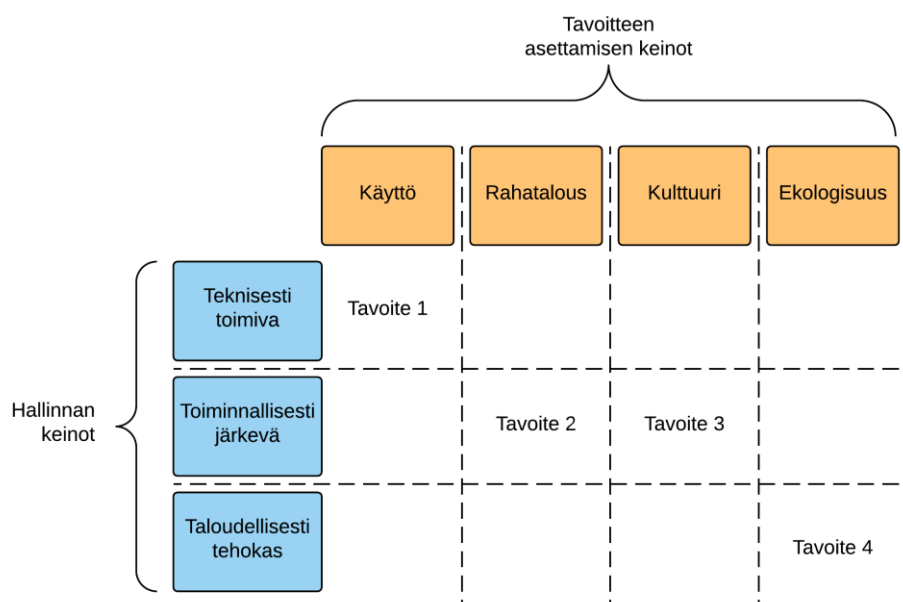 Tavoitteen
asettamisen keinot
Käyttö
Rahatalous
Kulttuuri
Ekologisuus
Hallinnan
keinot
Teknisesti
toimiva
Tavoite 1
Toiminnallisesti
järkevä
Tavoite 2
Tavoite 3
Taloudellisesti
tehokas
Tavoite 4